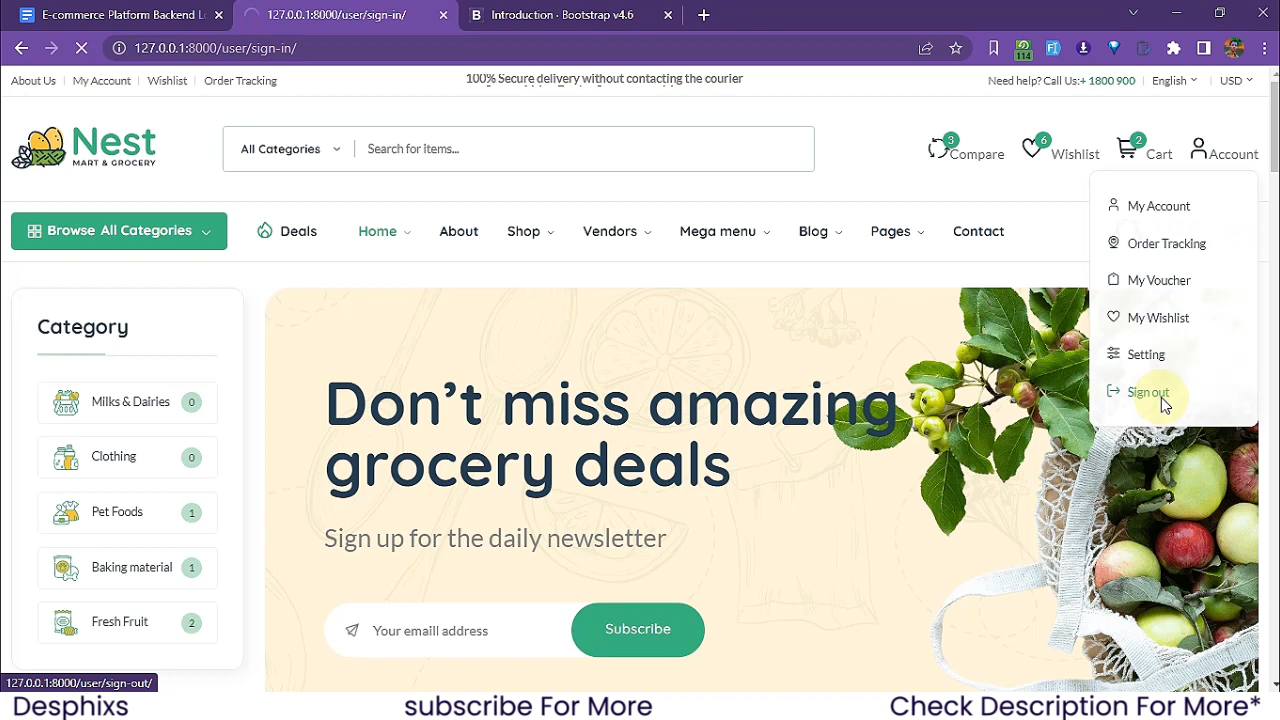 E-commerce Platform Backend Lo
127.0.0.1:8000/user/sign-in/
Introduction · Bootstrap v4.6
127.0.0.1:8000/user/sign-in/
114
About Us
My Account
Wishlist
Order Tracking
100% Secure delivery without contacting the courier
Need help? Call Us:+ 1800 900
English
USD
Nest
MART & GROCERY
All Categories
Search for items...
3
Compare
6
Wishlist
2
Cart
Account
Browse All Categories
Deals
Home
About
Shop
Vendors
Mega menu
Blog
Pages
Contact
My Account
Order Tracking
My Voucher
My Wishlist
Setting
Sign out
Category
Milks & Dairies 0
Clothing 0
Pet Foods 1
Baking material 1
Fresh Fruit 2
Don’t miss amazing
grocery deals
Sign up for the daily newsletter
Your emaill address
Subscribe
127.0.0.1:8000/user/sign-out/
Desphixs
subscribe For More
Check Description For More*